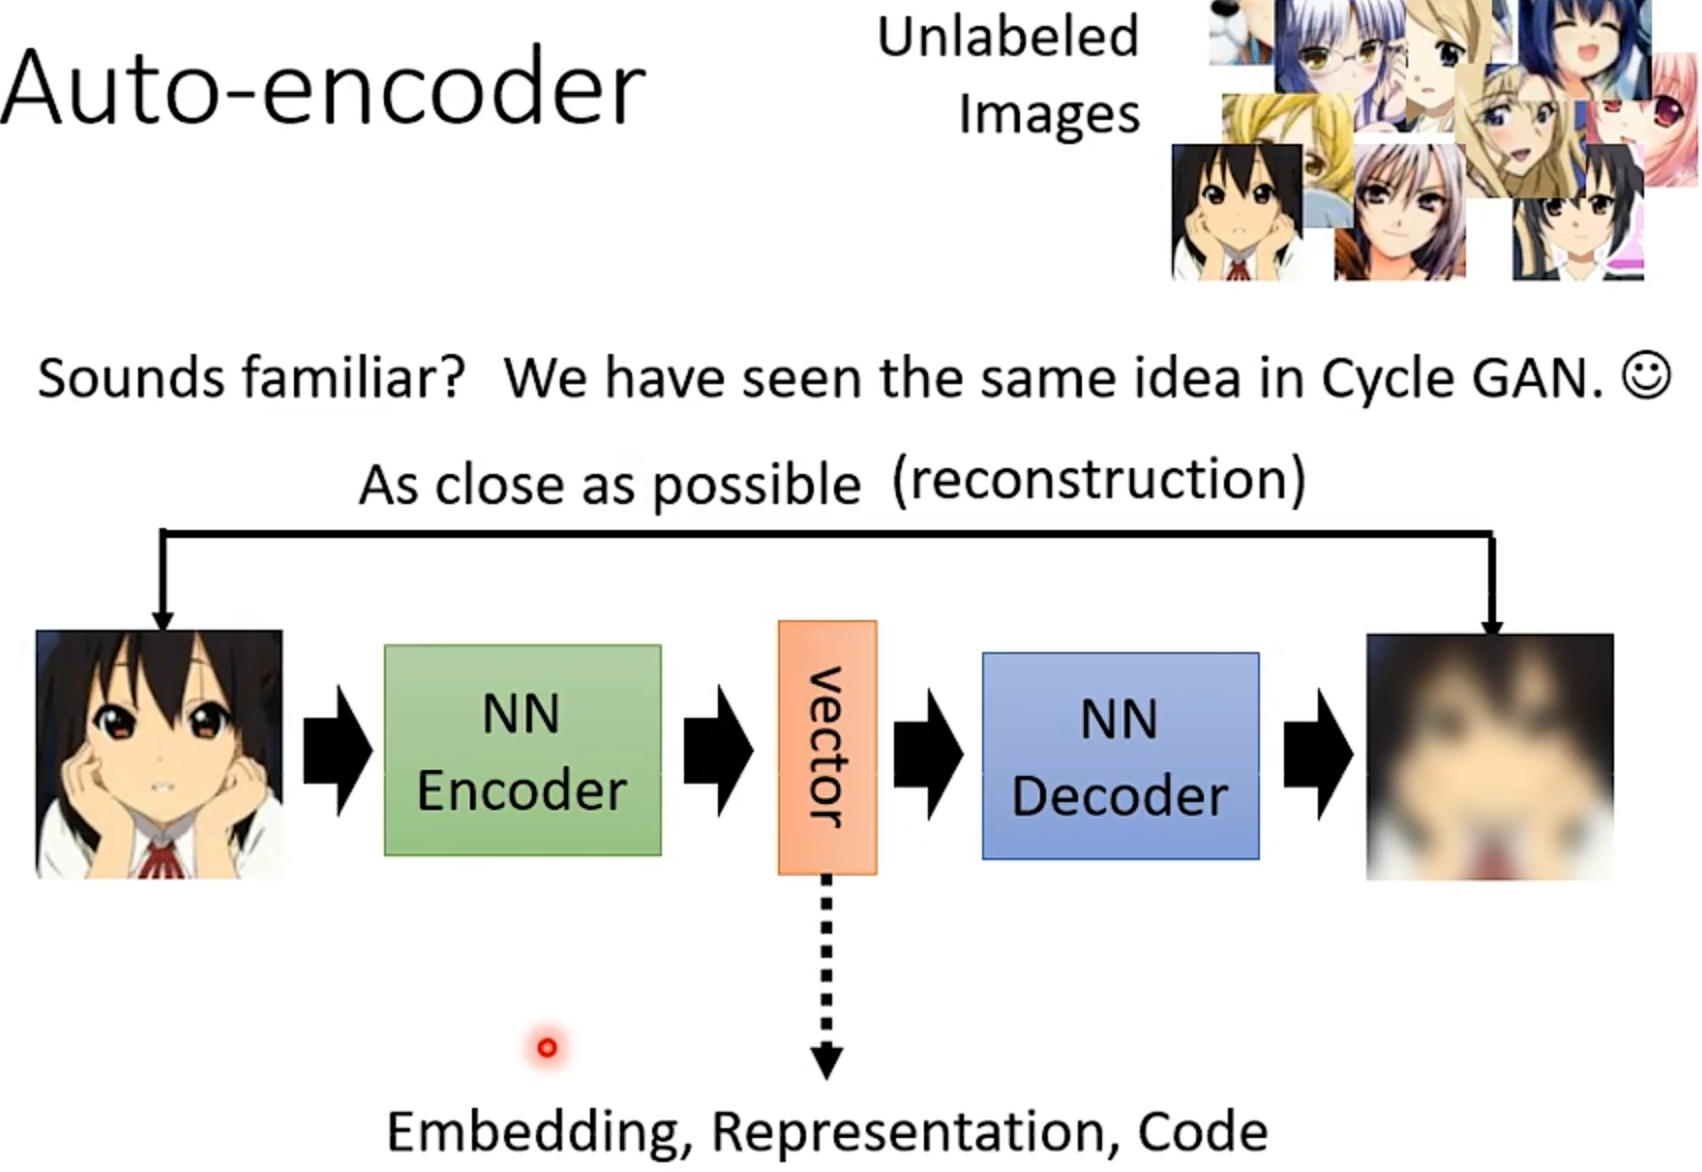 Auto-encoder
Unlabeled
Images
Sounds familiar? We have seen the same idea in Cycle GAN. ☺
As close as possible (reconstruction)
NN
Encoder
vector
NN
Decoder
Embedding, Representation, Code